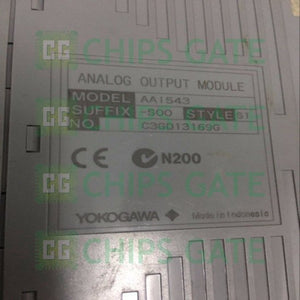 CHIPS GATE
ANALOG OUTPUT MODULE
MODEL AAI543
SUFFIX -S00 STYLE S1
NO. C3GD13169G
CHIPS GATE
CE N200
YOKOGAWA Made in Indonesia
CHIPS GATE